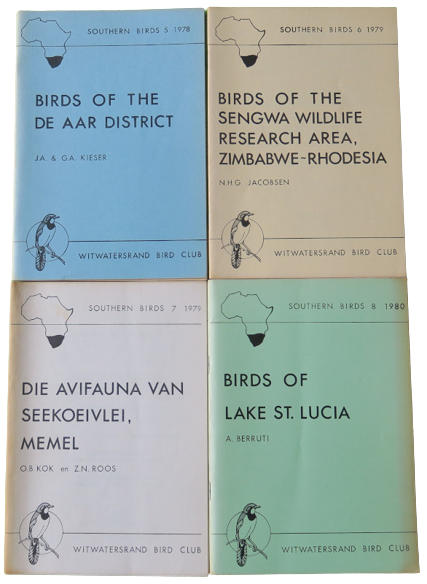 SOUTHERN BIRDS 5 1978
BIRDS OF THE
DE AAR DISTRICT
J.A. & G.A. KIESER
WITWATERSRAND BIRD CLUB
SOUTHERN BIRDS 6 1979
BIRDS OF THE
SENGWA WILDLIFE
RESEARCH AREA,
ZIMBABWE-RHODESIA
N.H.G. JACOBSEN
WITWATERSRAND BIRD CLUB
SOUTHERN BIRDS 7 1979
DIE AVIFAUNA VAN
SEEKOEIVLEI,
MEMEL
O.B. KOK en Z.N. ROOS
WITWATERSRAND BIRD CLUB
SOUTHERN BIRDS 8 1980
BIRDS OF
LAKE ST. LUCIA
A. BERRUTI
WITWATERSRAND BIRD CLUB